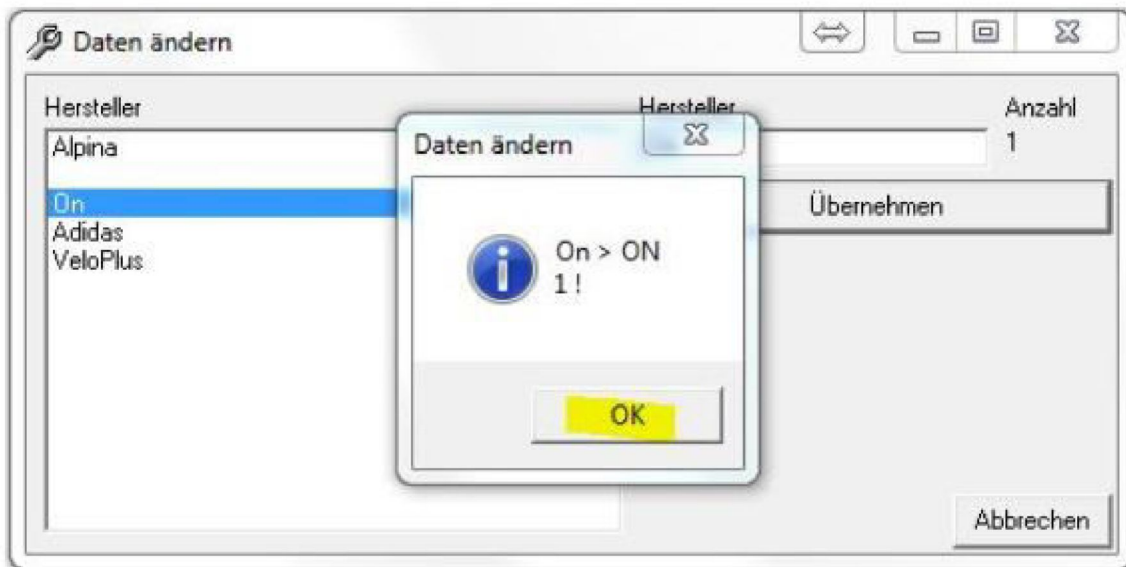 Daten ändern
Hersteller
Alpina
On
Adidas
VeloPlus
Hersteller
Anzahl
1
Übernehmen
Daten ändern
On > ON
1 !
OK
Abbrechen